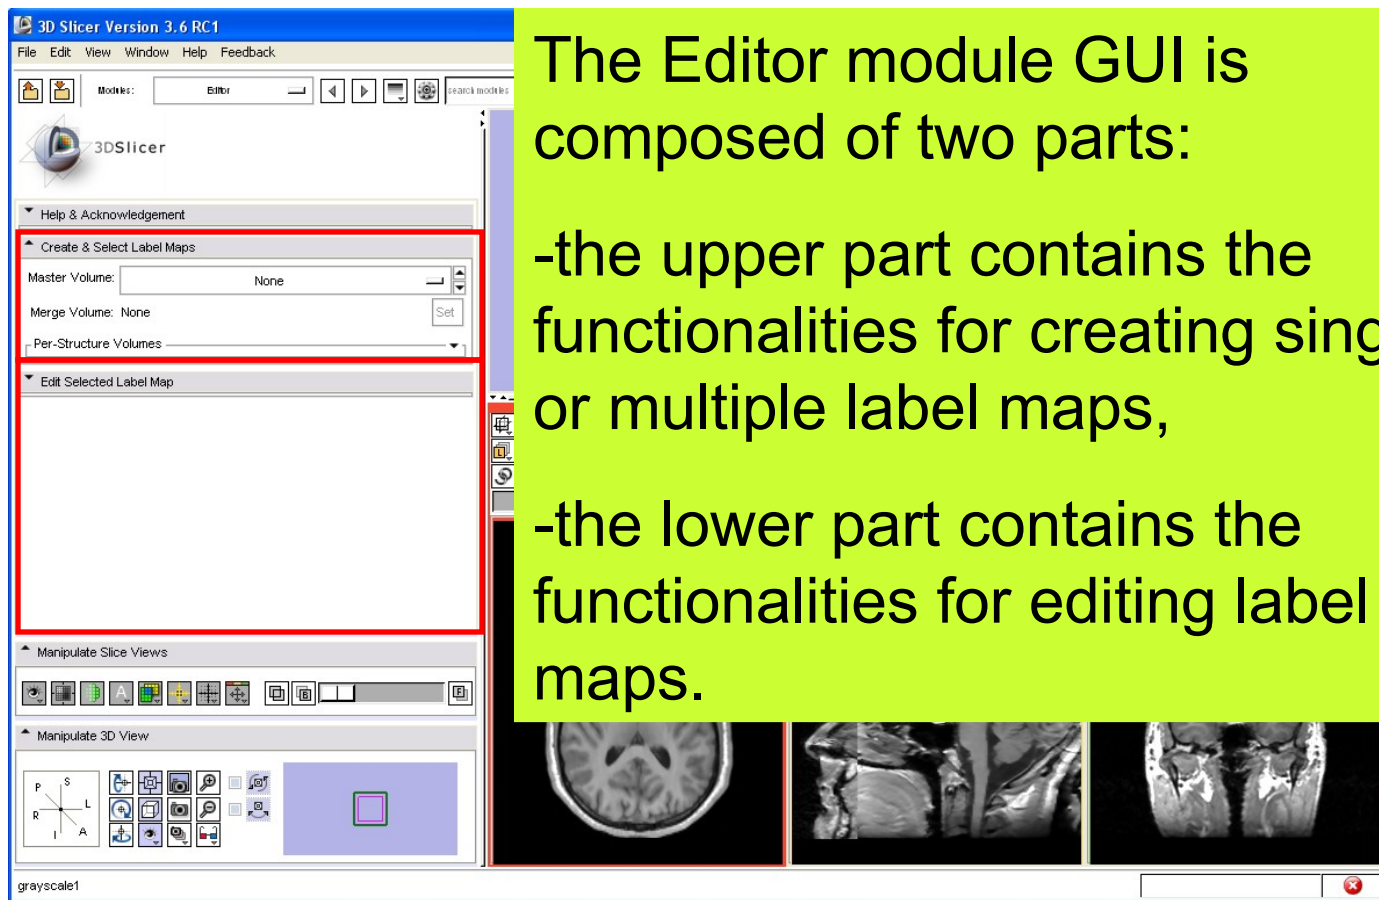 3D Slicer Version 3.6 RC1
File Edit View Window Help Feedback
Modules: Editor search modules
3DSlicer
Help & Acknowledgement
Create & Select Label Maps
Master Volume: None
Merge Volume: None Set
Per-Structure Volumes
Edit Selected Label Map
Manipulate Slice Views
A B F
Manipulate 3D View
P S
R L
I A
L
grayscale1
The Editor module GUI is
composed of two parts:
-the upper part contains the
functionalities for creating sing
or multiple label maps,
-the lower part contains the
functionalities for editing label
maps.